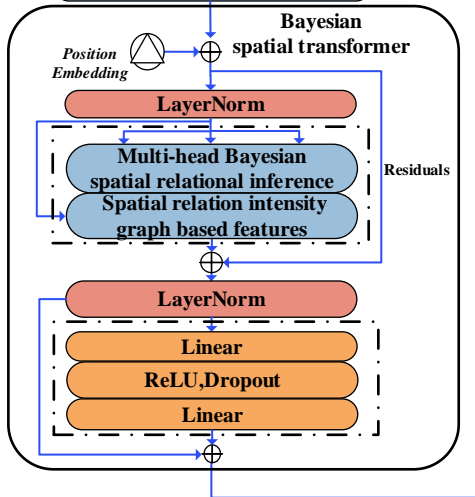 Bayesian
spatial transformer
Position
Embedding
LayerNorm
Multi-head Bayesian
spatial relational inference
Spatial relation intensity
graph based features
Residuals
LayerNorm
Linear
ReLU,Dropout
Linear